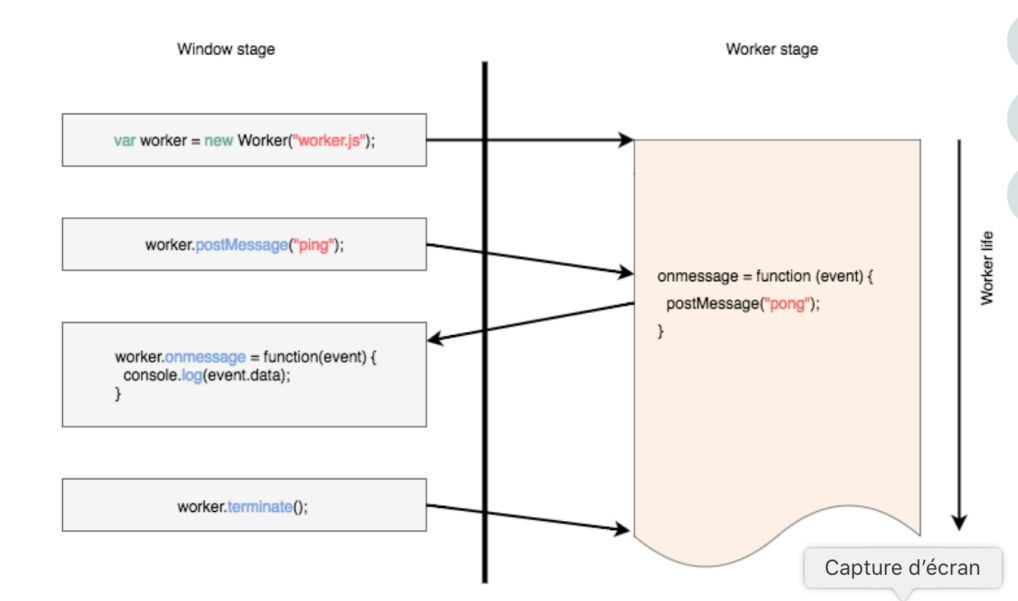 Window stage
Worker stage
var worker = new Worker("worker.js");
worker.postMessage("ping");
onmessage = function (event) {
postMessage("pong");
}
worker.onmessage = function(event) {
console.log(event.data);
}
worker.terminate();
Worker life
Capture d’écran